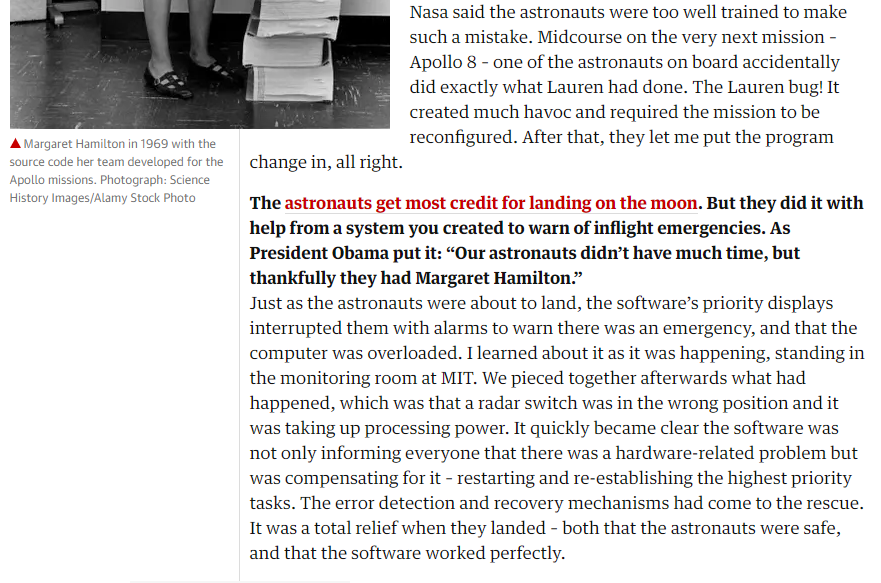 Nasa said the astronauts were too well trained to make
such a mistake. Midcourse on the very next mission –
Apollo 8 – one of the astronauts on board accidentally
did exactly what Lauren had done. The Lauren bug! It
created much havoc and required the mission to be
reconfigured. After that, they let me put the program
change in, all right.
Margaret Hamilton in 1969 with the
source code her team developed for the
Apollo missions. Photograph: Science
History Images/Alamy Stock Photo
The astronauts get most credit for landing on the moon. But they did it with
help from a system you created to warn of inflight emergencies. As
President Obama put it: “Our astronauts didn’t have much time, but
thankfully they had Margaret Hamilton.”
Just as the astronauts were about to land, the software’s priority displays
interrupted them with alarms to warn there was an emergency, and that the
computer was overloaded. I learned about it as it was happening, standing in
the monitoring room at MIT. We pieced together afterwards what had
happened, which was that a radar switch was in the wrong position and it
was taking up processing power. It quickly became clear the software was
not only informing everyone that there was a hardware-related problem but
was compensating for it – restarting and re-establishing the highest priority
tasks. The error detection and recovery mechanisms had come to the rescue.
It was a total relief when they landed – both that the astronauts were safe,
and that the software worked perfectly.